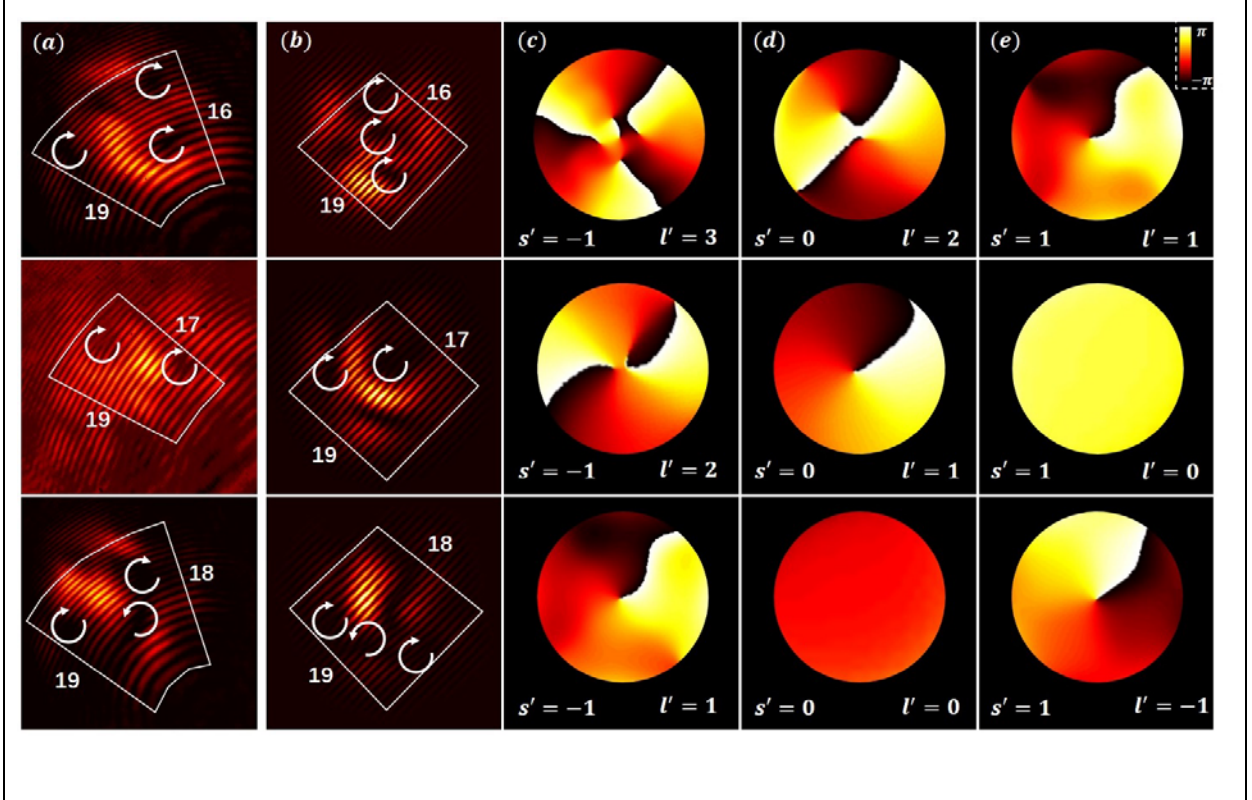 (a)
16
19
(b)
16
19
(c)
s′ = −1 l′ = 3
(d)
s′ = 0 l′ = 2
(e)
π
−π
s′ = 1 l′ = 1
17
19
17
19
s′ = −1 l′ = 2
s′ = 0 l′ = 1
s′ = 1 l′ = 0
18
19
18
19
s′ = −1 l′ = 1
s′ = 0 l′ = 0
s′ = 1 l′ = −1